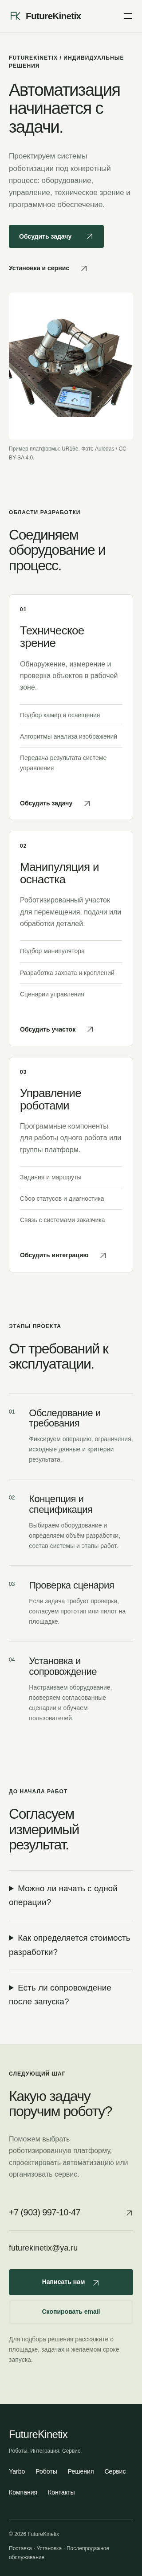 FutureKinetix
FUTUREKINETIX / ИНДИВИДУАЛЬНЫЕ
РЕШЕНИЯ
Автоматизация
начинается с
задачи.
Проектируем системы
роботизации под конкретный
процесс: оборудование,
управление, техническое зрение и
программное обеспечение.
Обсудить задачу
Установка и сервис
Пример платформы: UR16e. Фото Auledas / CC
BY-SA 4.0.
ОБЛАСТИ РАЗРАБОТКИ
Соединяем
оборудование и
процесс.
01
Техническое
зрение
Обнаружение, измерение и
проверка объектов в рабочей
зоне.
Подбор камер и освещения
Алгоритмы анализа изображений
Передача результата системе
управления
Обсудить задачу
02
Манипуляция и
оснастка
Роботизированный участок
для перемещения, подачи или
обработки деталей.
Подбор манипулятора
Разработка захвата и креплений
Сценарии управления
Обсудить участок
03
Управление
роботами
Программные компоненты
для работы одного робота или
группы платформ.
Задания и маршруты
Сбор статусов и диагностика
Связь с системами заказчика
Обсудить интеграцию
ЭТАПЫ ПРОЕКТА
От требований к
эксплуатации.
01
Обследование и
требования
Фиксируем операцию, ограничения,
исходные данные и критерии
результата.
02
Концепция и
спецификация
Выбираем оборудование и
определяем объём разработки,
состав системы и этапы работ.
03
Проверка сценария
Если задача требует проверки,
согласуем прототип или пилот на
площадке.
04
Установка и
сопровождение
Настраиваем оборудование,
проверяем согласованные
сценарии и обучаем
пользователей.
ДО НАЧАЛА РАБОТ
Согласуем
измеримый
результат.
Можно ли начать с одной
операции?
Как определяется стоимость
разработки?
Есть ли сопровождение
после запуска?
СЛЕДУЮЩИЙ ШАГ
Какую задачу
поручим роботу?
Поможем выбрать
роботизированную платформу,
спроектировать автоматизацию или
организовать сервис.
+7 (903) 997-10-47
futurekinetix@ya.ru
Написать нам
Скопировать email
Для подбора решения расскажите о
площадке, задачах и желаемом сроке
запуска.
FutureKinetix
Роботы. Интеграция. Сервис.
Yarbo Роботы Решения Сервис
Компания Контакты
© 2026 FutureKinetix
Поставка · Установка · Послепродажное
обслуживание